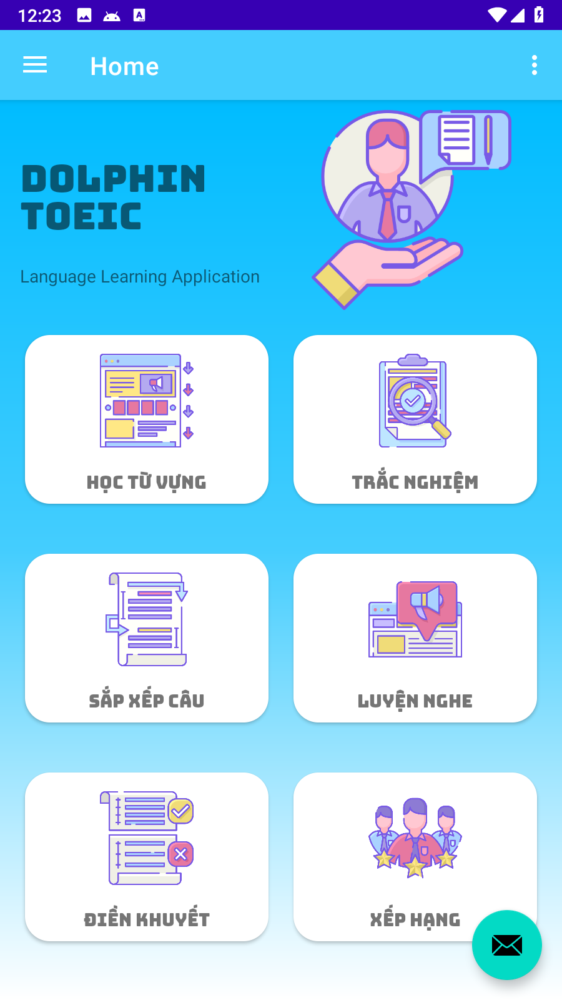 12:23
Home
DOLPHIN
TOEIC
Language Learning Application
HỌC TỪ VỰNG
TRẮC NGHIỆM
SẮP XẾP CÂU
LUYỆN NGHE
ĐIỀN KHUYẾT
XẾP HẠNG